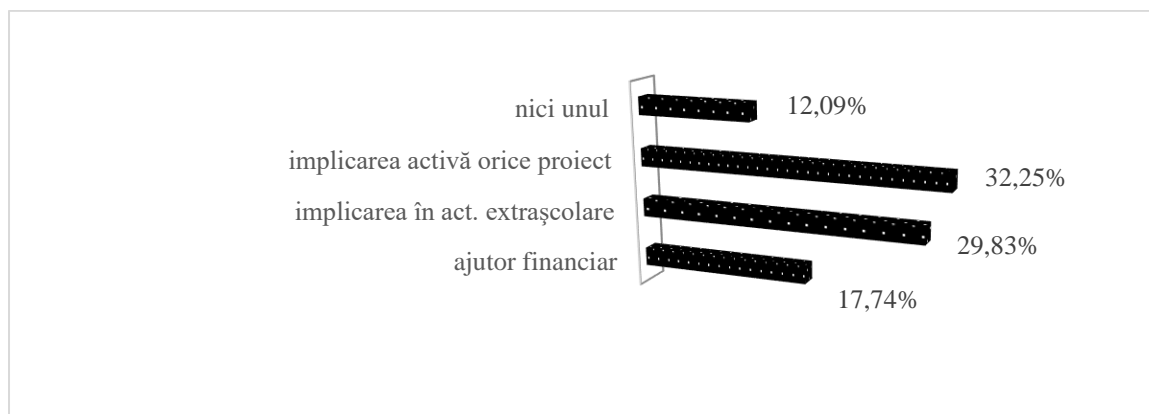 nici unul 12,09%
implicarea activă orice proiect 32,25%
implicarea în act. extraşcolare 29,83%
ajutor financiar 17,74%